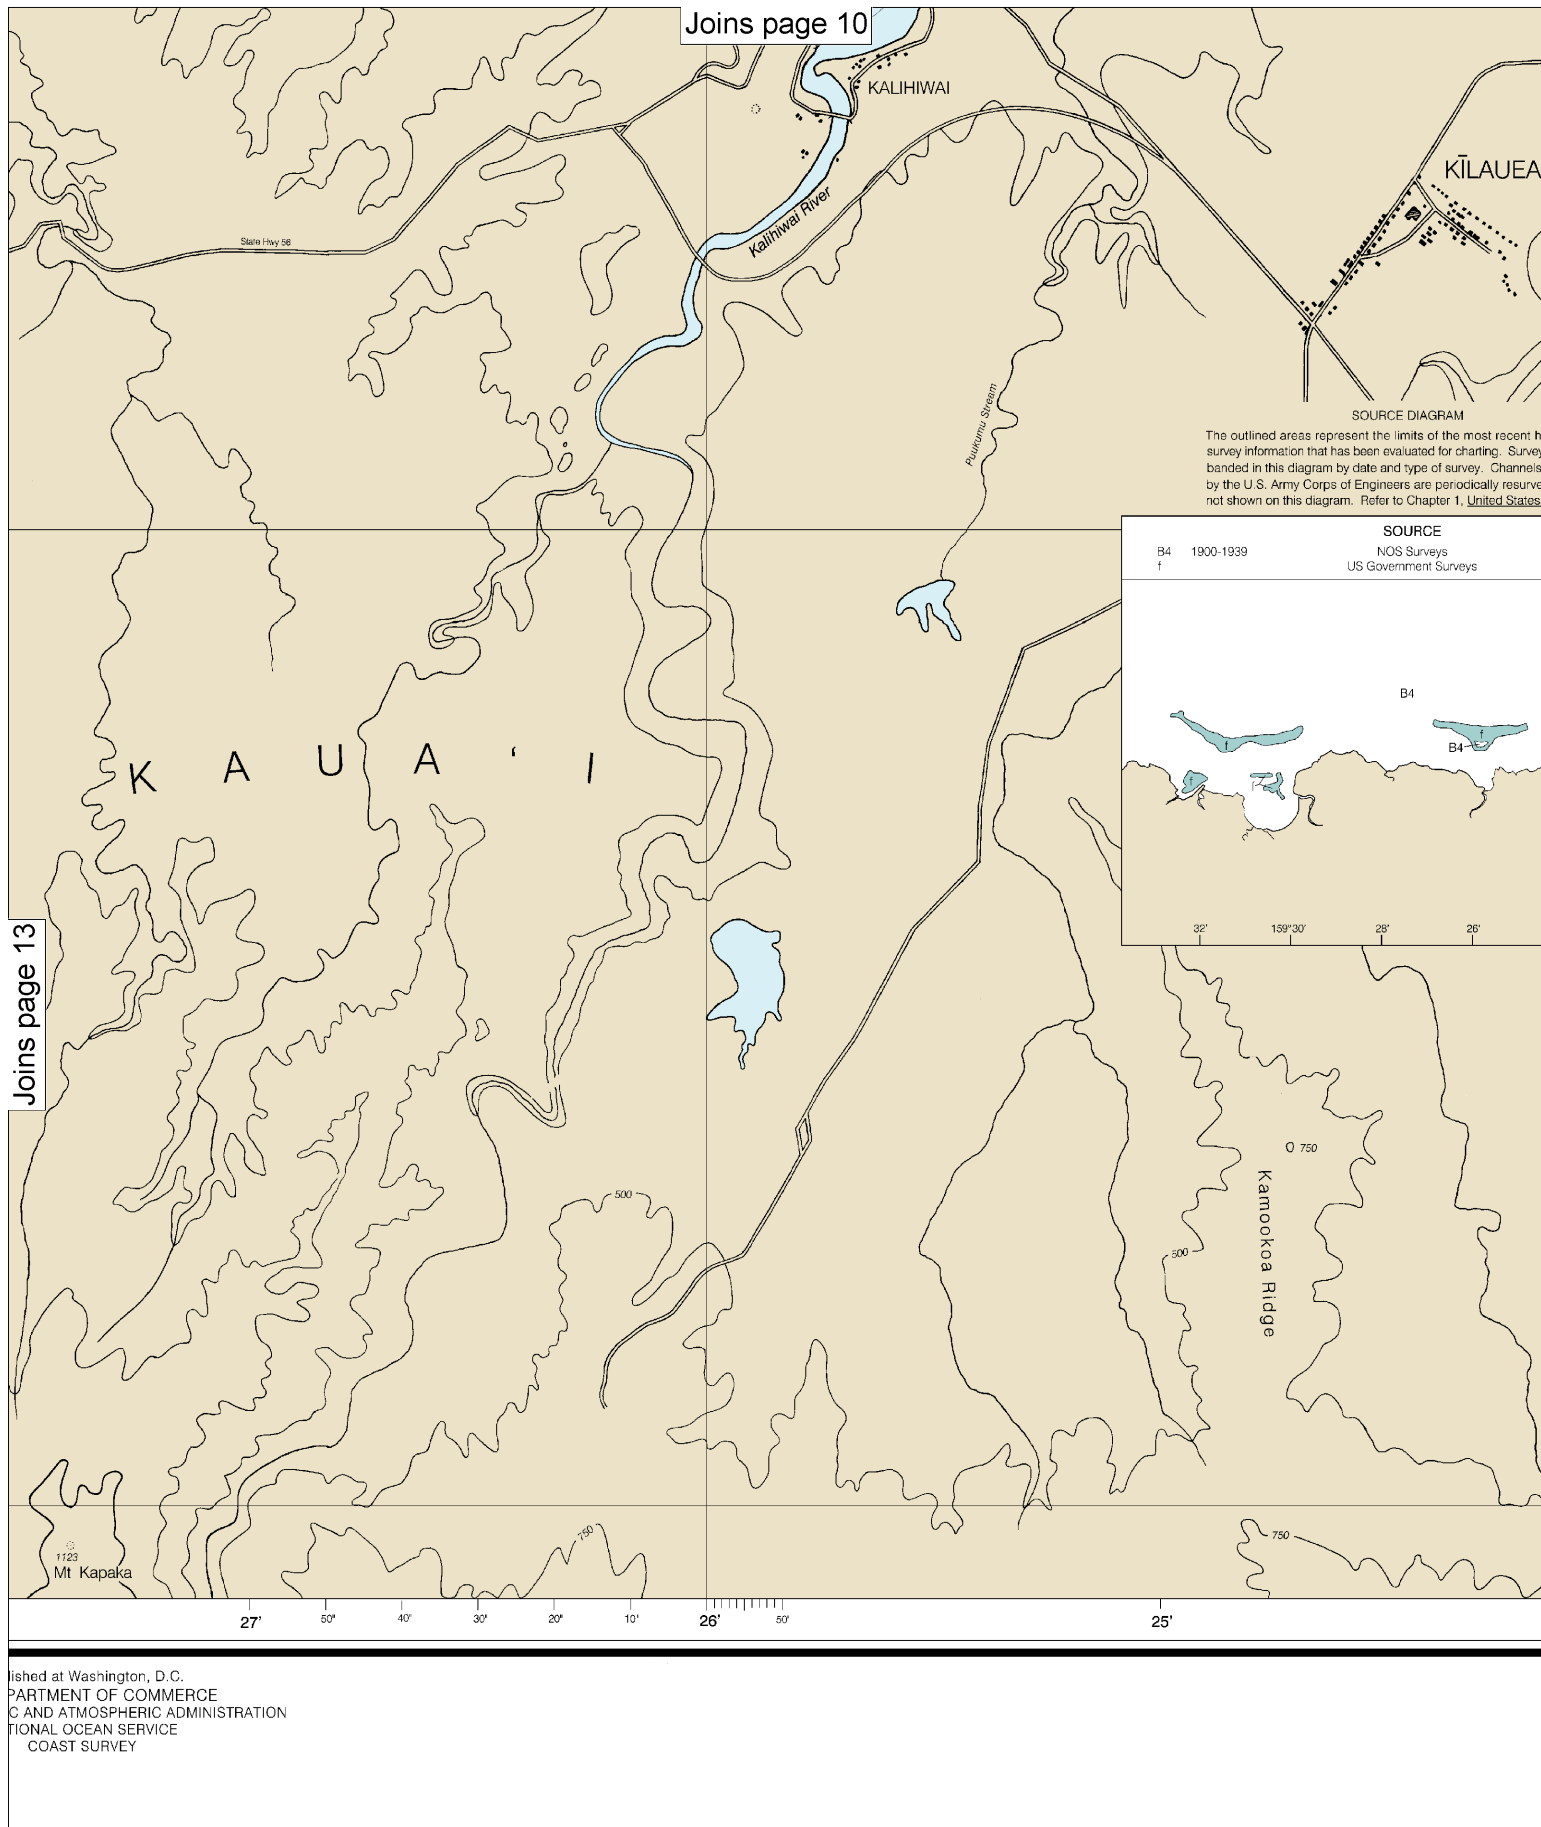 Joins page 10
KALIHIWAI
KĪLAUEA
State Hwy 56
Kalihiwai River
Puukumu Stream
SOURCE DIAGRAM
The outlined areas represent the limits of the most recent h
survey information that has been evaluated for charting. Survey
banded in this diagram by date and type of survey. Channels
by the U.S. Army Corps of Engineers are periodically resurve
not shown on this diagram. Refer to Chapter 1, United States
SOURCE
B4 1900-1939 NOS Surveys
f US Government Surveys
B4
f
f
B4
f
f
32' 159°30' 28' 26'
KAUA‘I
Joins page 13
750
Kamookoa Ridge
500
500
750
750
1123
Mt Kapaka
27' 50" 40" 30" 20" 10" 26' 50" 25'
lished at Washington, D.C.
PARTMENT OF COMMERCE
C AND ATMOSPHERIC ADMINISTRATION
TIONAL OCEAN SERVICE
COAST SURVEY